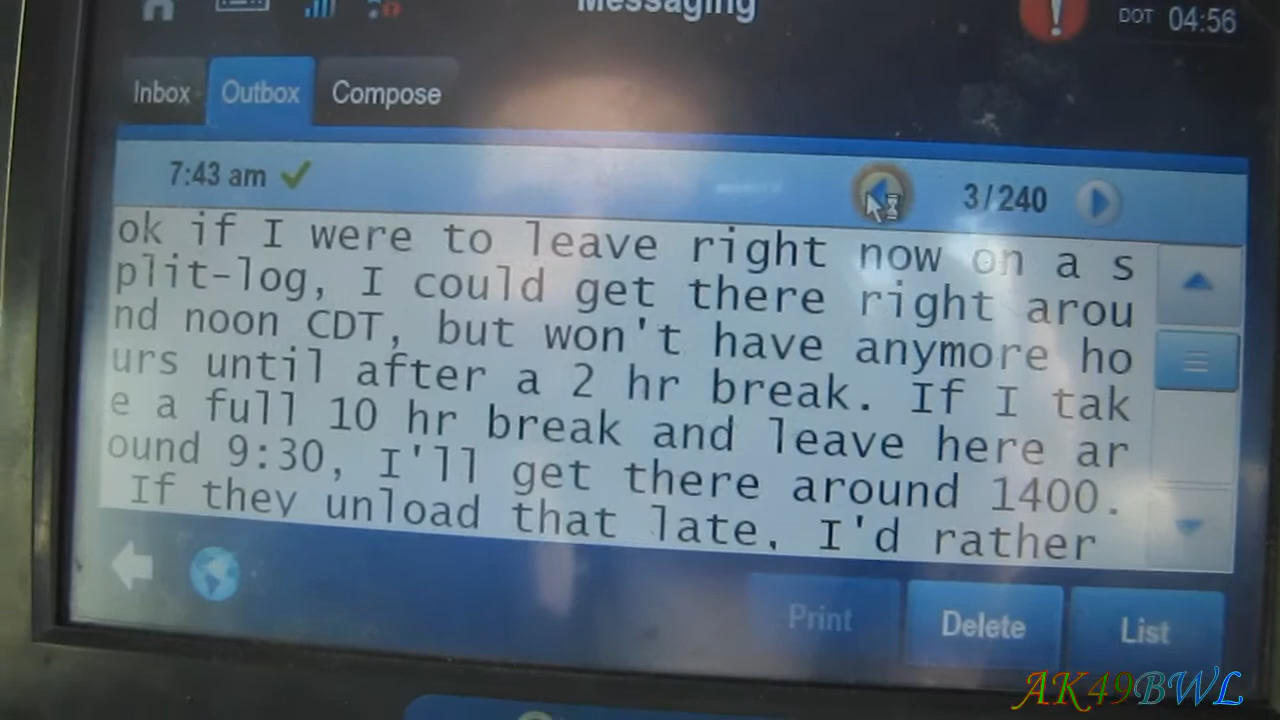 Messaging
DOT 04:56
Inbox Outbox Compose
7:43 am 3/240
ok if I were to leave right now on a s
plit-log, I could get there right arou
nd noon CDT, but won't have anymore ho
urs until after a 2 hr break. If I tak
e a full 10 hr break and leave here ar
ound 9:30, I'll get there around 1400.
If they unload that late, I'd rather
Print Delete List
AK49BWL